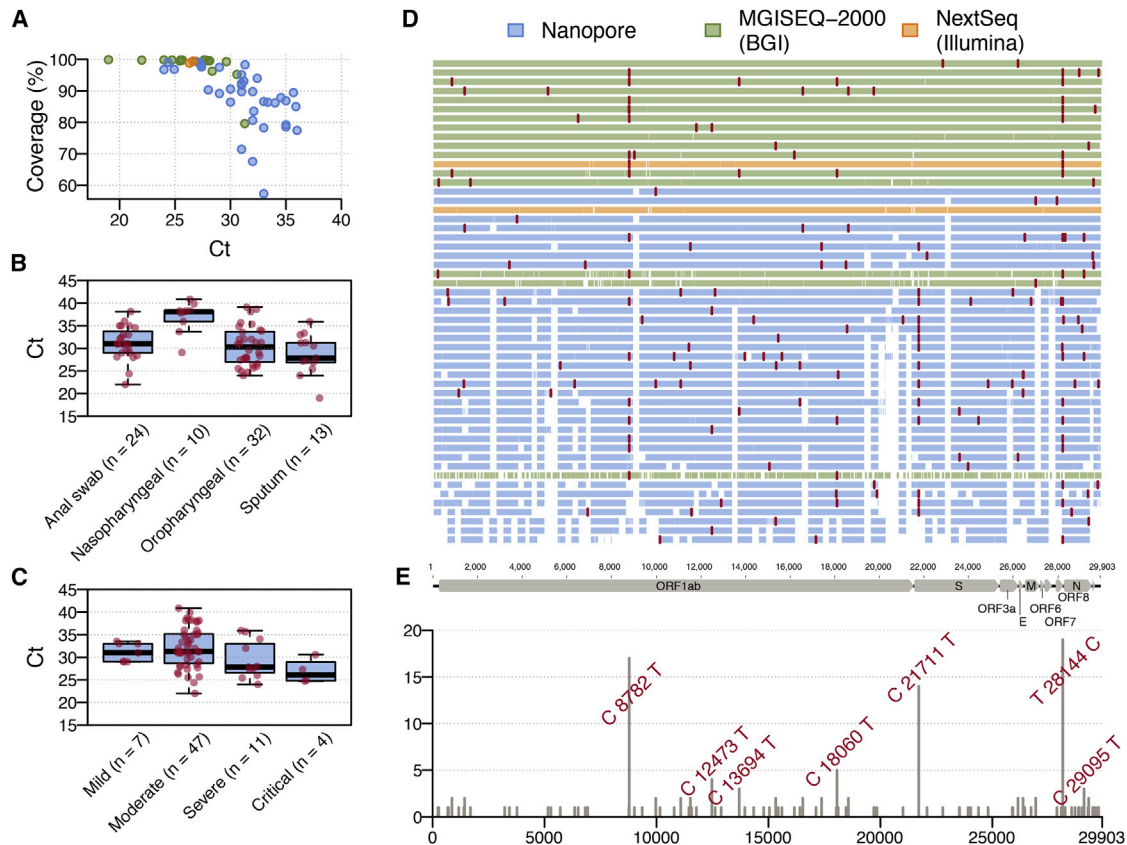 A
100
90
80
70
60
Coverage (%)
20
25
30
35
40
Ct
B
45
40
35
30
25
20
15
Ct
Anal swab (n = 24)
Nasopharyngeal (n = 10)
Oropharyngeal (n = 32)
Sputum (n = 13)
C
45
40
35
30
25
20
15
Ct
Mild (n = 7)
Moderate (n = 47)
Severe (n = 11)
Critical (n = 4)
D
Nanopore
MGISEQ−2000
(BGI)
NextSeq
(Illumina)
E
1 2,000 4,000 6,000 8,000 10,000 12,000 14,000 16,000 18,000 20,000 22,000 24,000 26,000 28,000 29,903
ORF1ab S M N
ORF3a ORF6 ORF8
E ORF7
20
15
10
5
0
C 8782 T
C 12473 T
C 13694 T
C 18060 T
C 21711 T
T 28144 C
C 29095 T
0 5000 10000 15000 20000 25000 29903